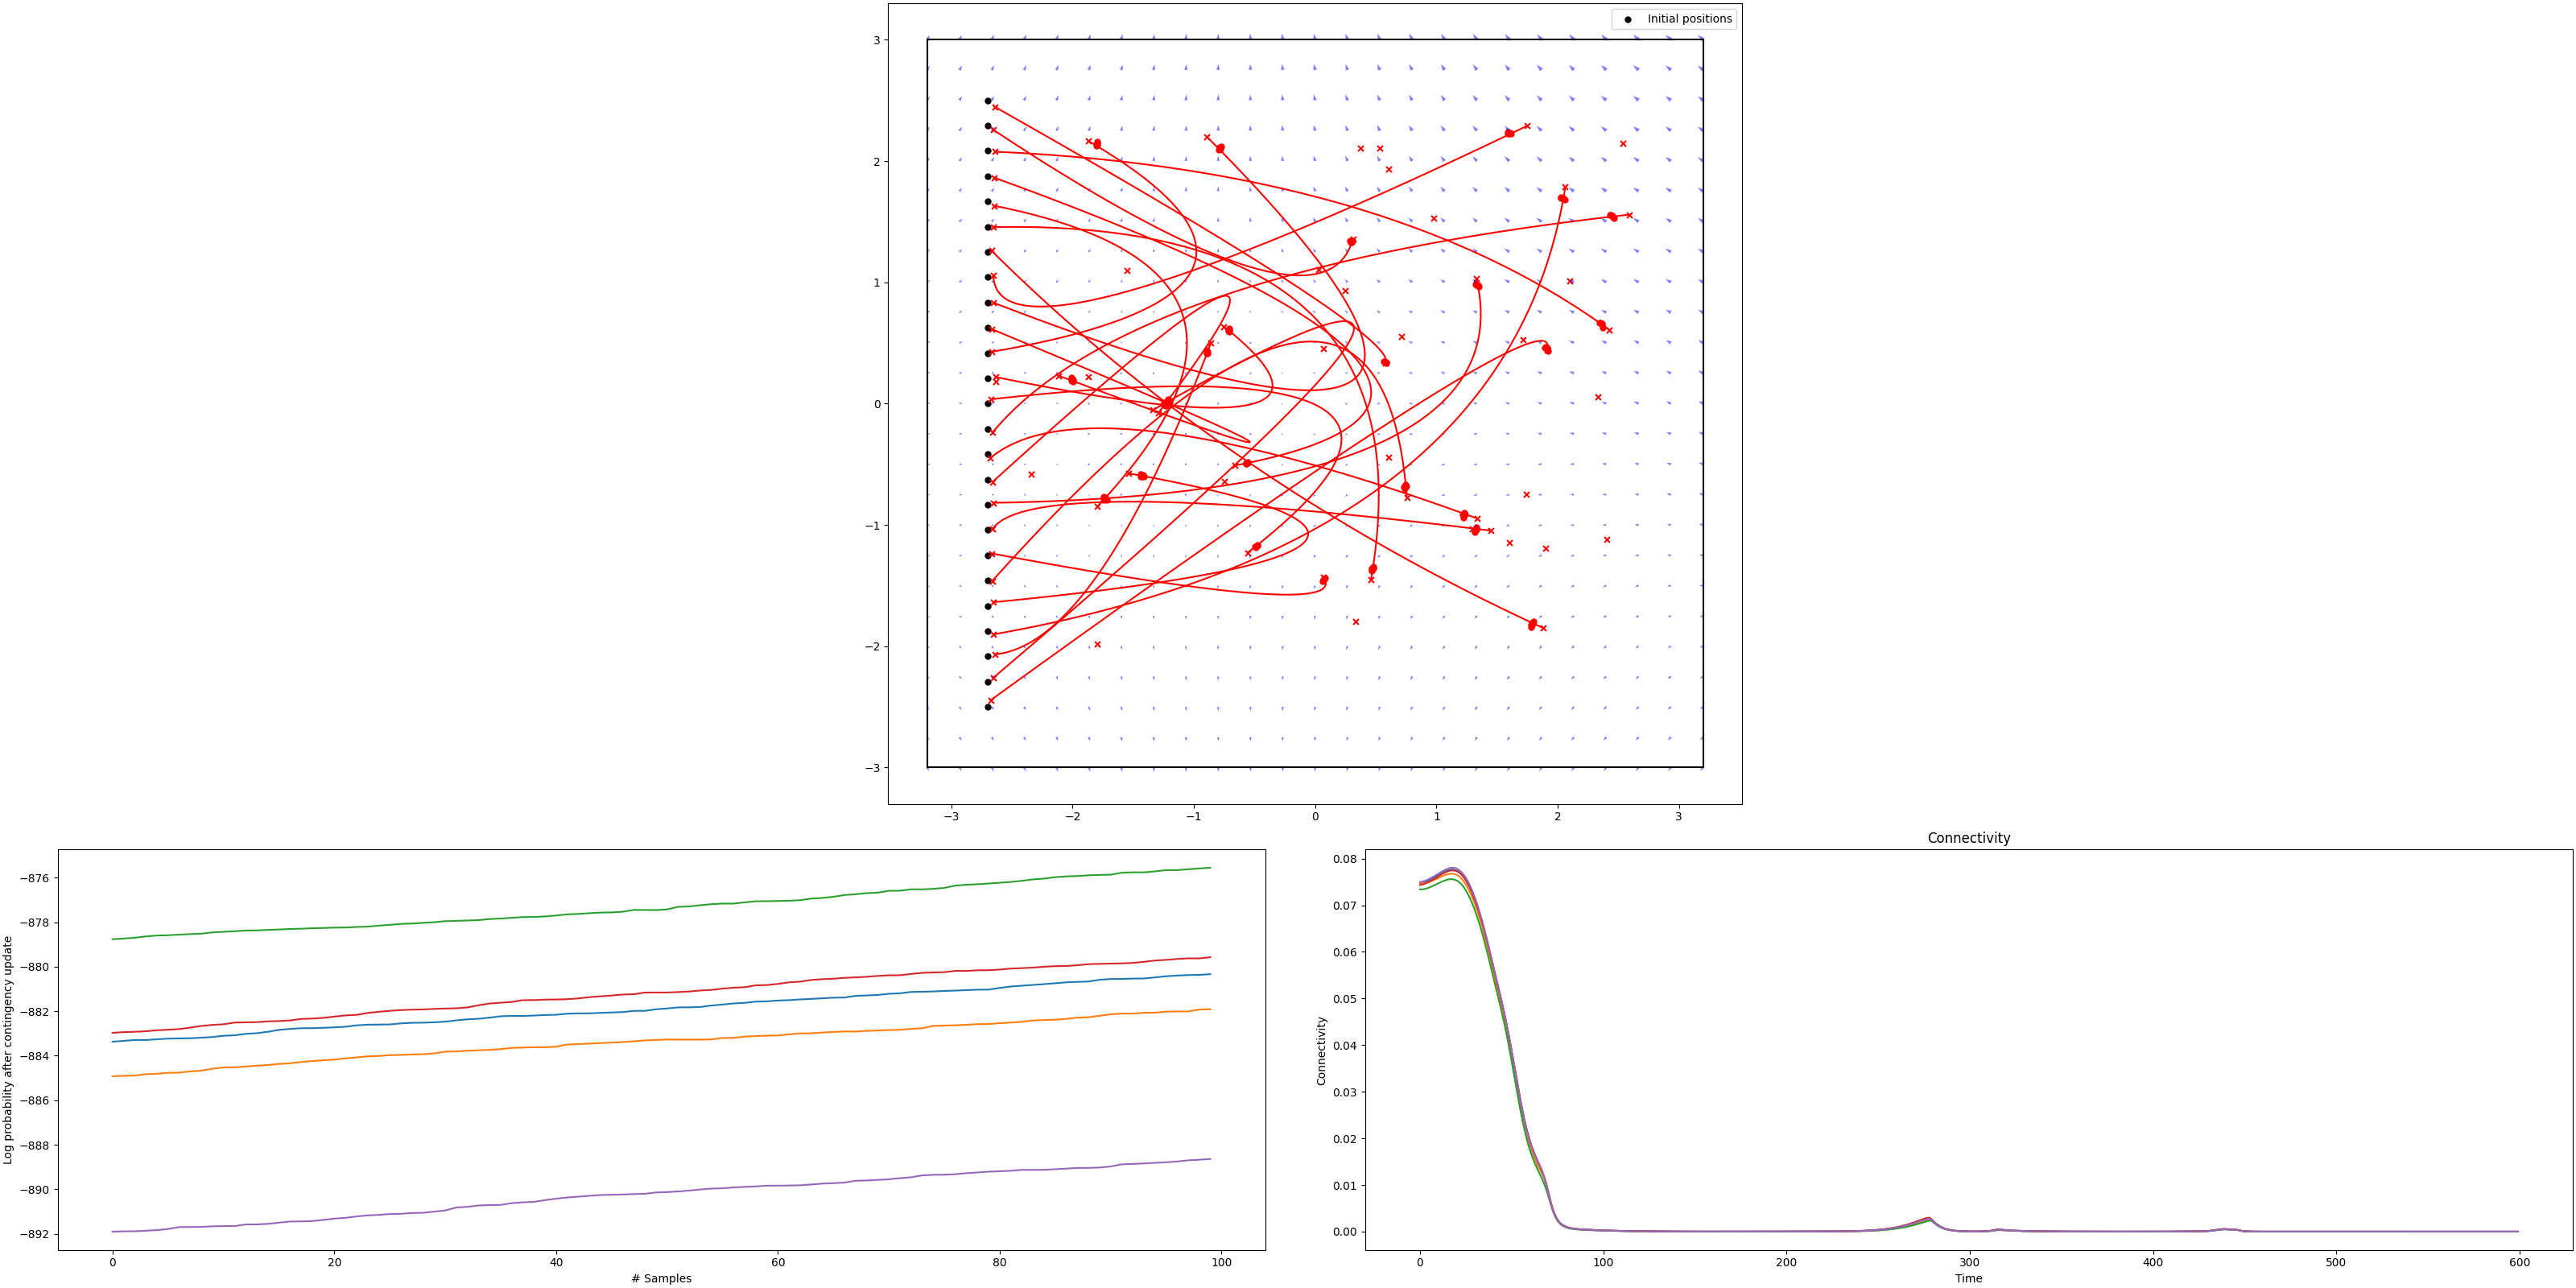 Initial positions
3
2
1
0
−1
−2
−3
−3 −2 −1 0 1 2 3
Log probability after contingency update
−876
−878
−880
−882
−884
−886
−888
−890
−892
0 20 40 60 80 100
# Samples
Connectivity
Connectivity
0.08
0.07
0.06
0.05
0.04
0.03
0.02
0.01
0.00
0 100 200 300 400 500 600
Time